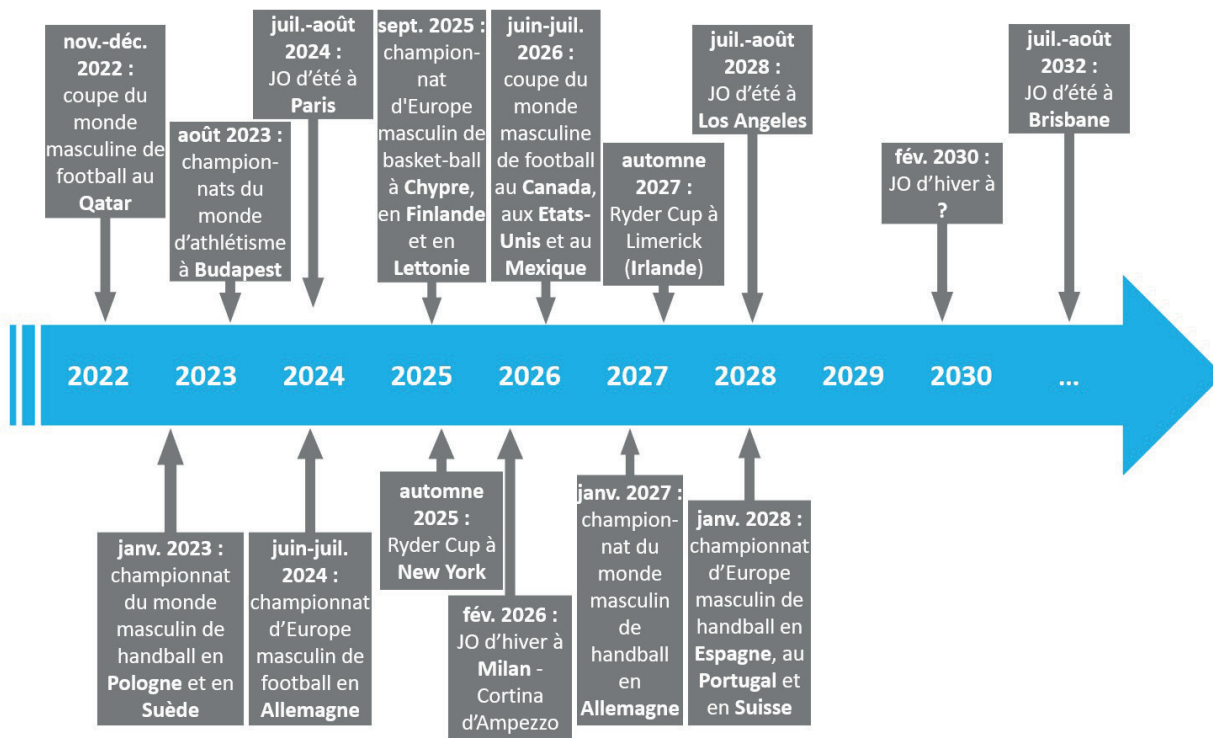 nov.-déc.
2022 :
coupe du
monde
masculine de
football au
Qatar
août 2023 :
champion-
nats du
monde
d'athlétisme
à Budapest
juil.-août
2024 :
JO d'été à
Paris
sept. 2025 :
champion-
nat
d'Europe
masculin de
basket-ball
à Chypre,
en Finlande
et en
Lettonie
juin-juil.
2026 :
coupe du
monde
masculine
de football
au Canada,
aux Etats-
Unis et au
Mexique
automne
2027 :
Ryder Cup à
Limerick
(Irlande)
juil.-août
2028 :
JO d'été à
Los Angeles
fév. 2030 :
JO d'hiver à
?
juil.-août
2032 :
JO d'été à
Brisbane
2022 2023 2024 2025 2026 2027 2028 2029 2030 ...
janv. 2023 :
championnat
du monde
masculin de
handball en
Pologne et en
Suède
juin-juil.
2024 :
championnat
d'Europe
masculin de
football en
Allemagne
automne
2025 :
Ryder Cup à
New York
fév. 2026 :
JO d'hiver à
Milan -
Cortina
d'Ampezzo
janv. 2027 :
champion-
nat du
monde
masculin
de
handball
en
Allemagne
janv. 2028 :
championnat
d'Europe
masculin de
handball en
Espagne, au
Portugal et
en Suisse